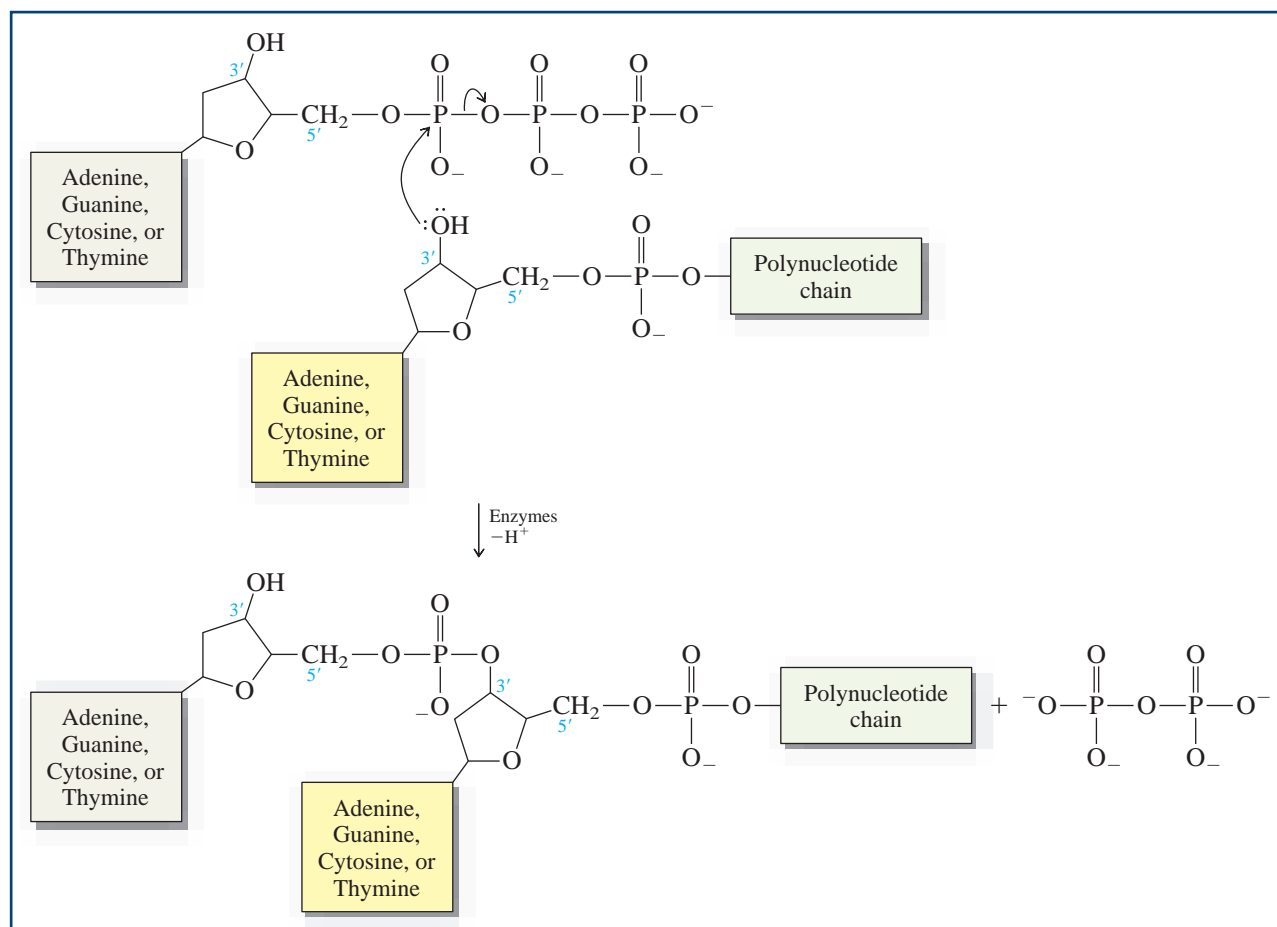 OH
3′
O O O
CH₂—O—P—O—P—O—P—O⁻
5′
O⁻ O⁻ O⁻
O
Adenine,
Guanine,
Cytosine, or
Thymine
:ÖH
3′
O
CH₂—O—P—O—
5′
O⁻
O
Polynucleotide
chain
Adenine,
Guanine,
Cytosine, or
Thymine
Enzymes
−H⁺
OH
3′
O
CH₂—O—P—O
5′
O⁻
O
Adenine,
Guanine,
Cytosine, or
Thymine
3′
O
CH₂—O—P—O—
5′
O⁻
O
Polynucleotide
chain
+
O O
⁻O—P—O—P—O⁻
O⁻ O⁻
Adenine,
Guanine,
Cytosine, or
Thymine